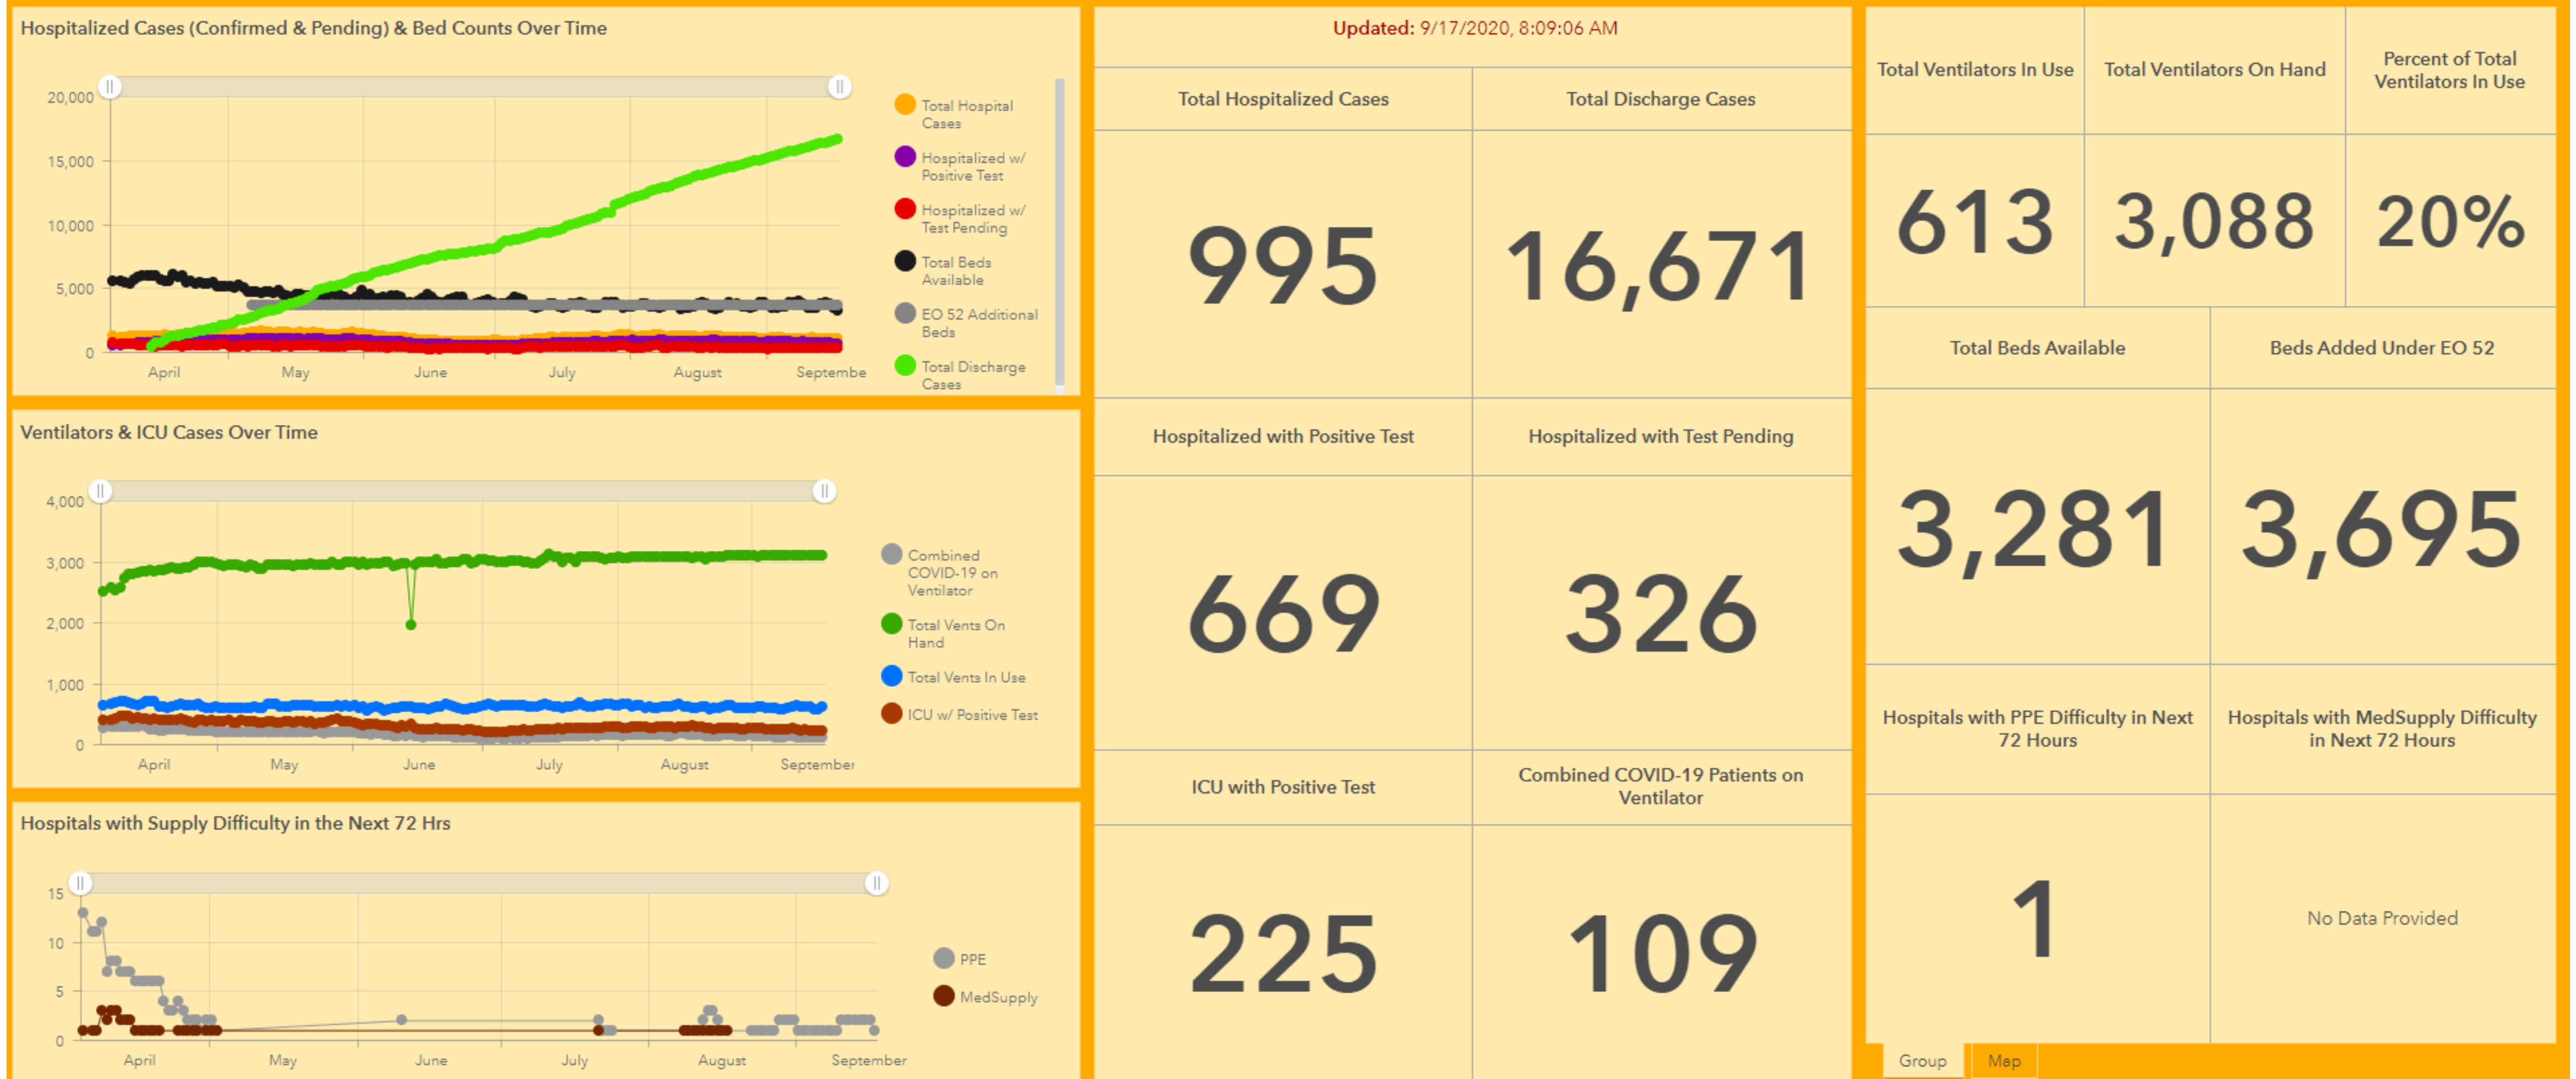 Hospitalized Cases (Confirmed & Pending) & Bed Counts Over Time
20,000
15,000
10,000
5,000
0
April May June July August Septembe
Total Hospital
Cases
Hospitalized w/
Positive Test
Hospitalized w/
Test Pending
Total Beds
Available
EO 52 Additional
Beds
Total Discharge
Cases
Ventilators & ICU Cases Over Time
4,000
3,000
2,000
1,000
0
April May June July August September
Combined
COVID-19 on
Ventilator
Total Vents On
Hand
Total Vents In Use
ICU w/ Positive Test
Hospitals with Supply Difficulty in the Next 72 Hrs
15
10
5
0
April May June July August September
PPE
MedSupply
Updated: 9/17/2020, 8:09:06 AM
Total Hospitalized Cases
Total Discharge Cases
995
16,671
Hospitalized with Positive Test
Hospitalized with Test Pending
669
326
ICU with Positive Test
Combined COVID-19 Patients on
Ventilator
225
109
Total Ventilators In Use
Total Ventilators On Hand
Percent of Total
Ventilators In Use
613
3,088
20%
Total Beds Available
Beds Added Under EO 52
3,281
3,695
Hospitals with PPE Difficulty in Next
72 Hours
Hospitals with MedSupply Difficulty
in Next 72 Hours
1
No Data Provided
Group
Map